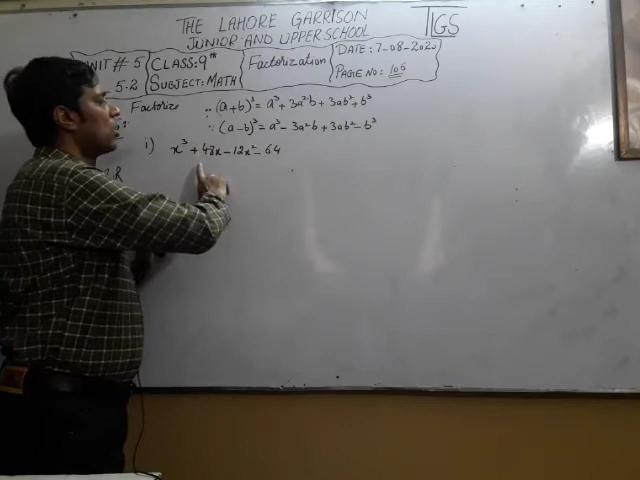 THE LAHORE GARRISON
JUNIOR AND UPPER SCHOOL
TLGS
UNIT # 5
5.2
CLASS: 9th
SUBJECT: MATH
Factorization
DATE: 7-08-2020
PAGE NO: 106
Factorize
∵ (a+b)³ = a³ + 3a²b + 3ab² + b³
∵ (a-b)³ = a³ - 3a²b + 3ab² - b³
i) x³ + 48x - 12x² - 64